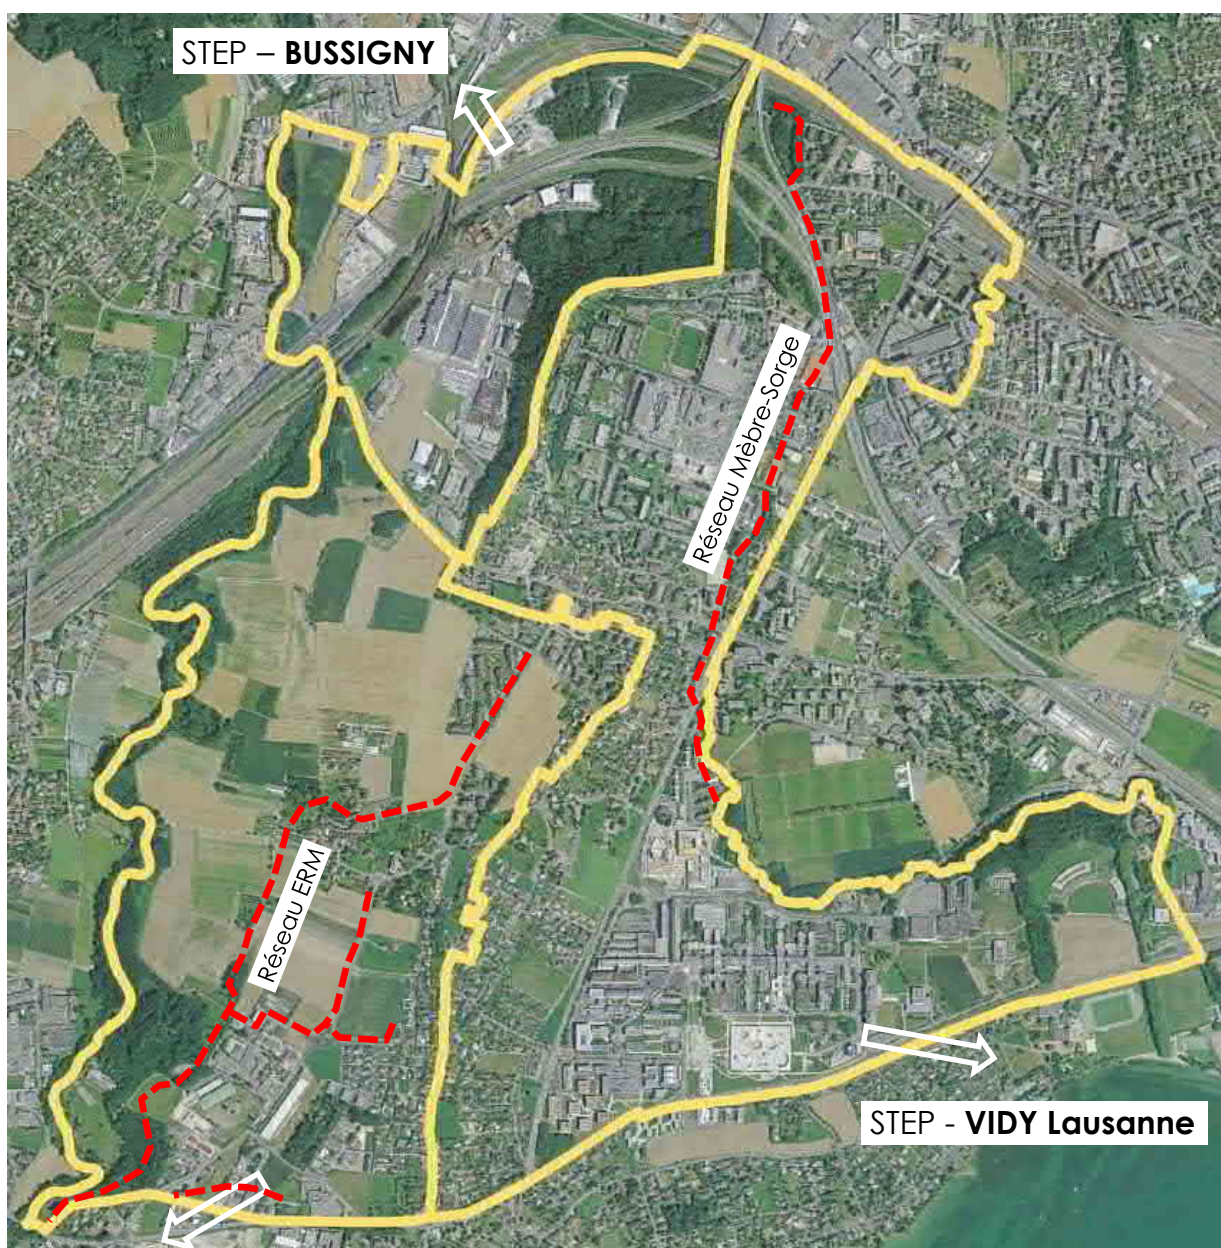 STEP – BUSSIGNY
Réseau Mèbre-Sorge
Réseau ERM
STEP - VIDY Lausanne